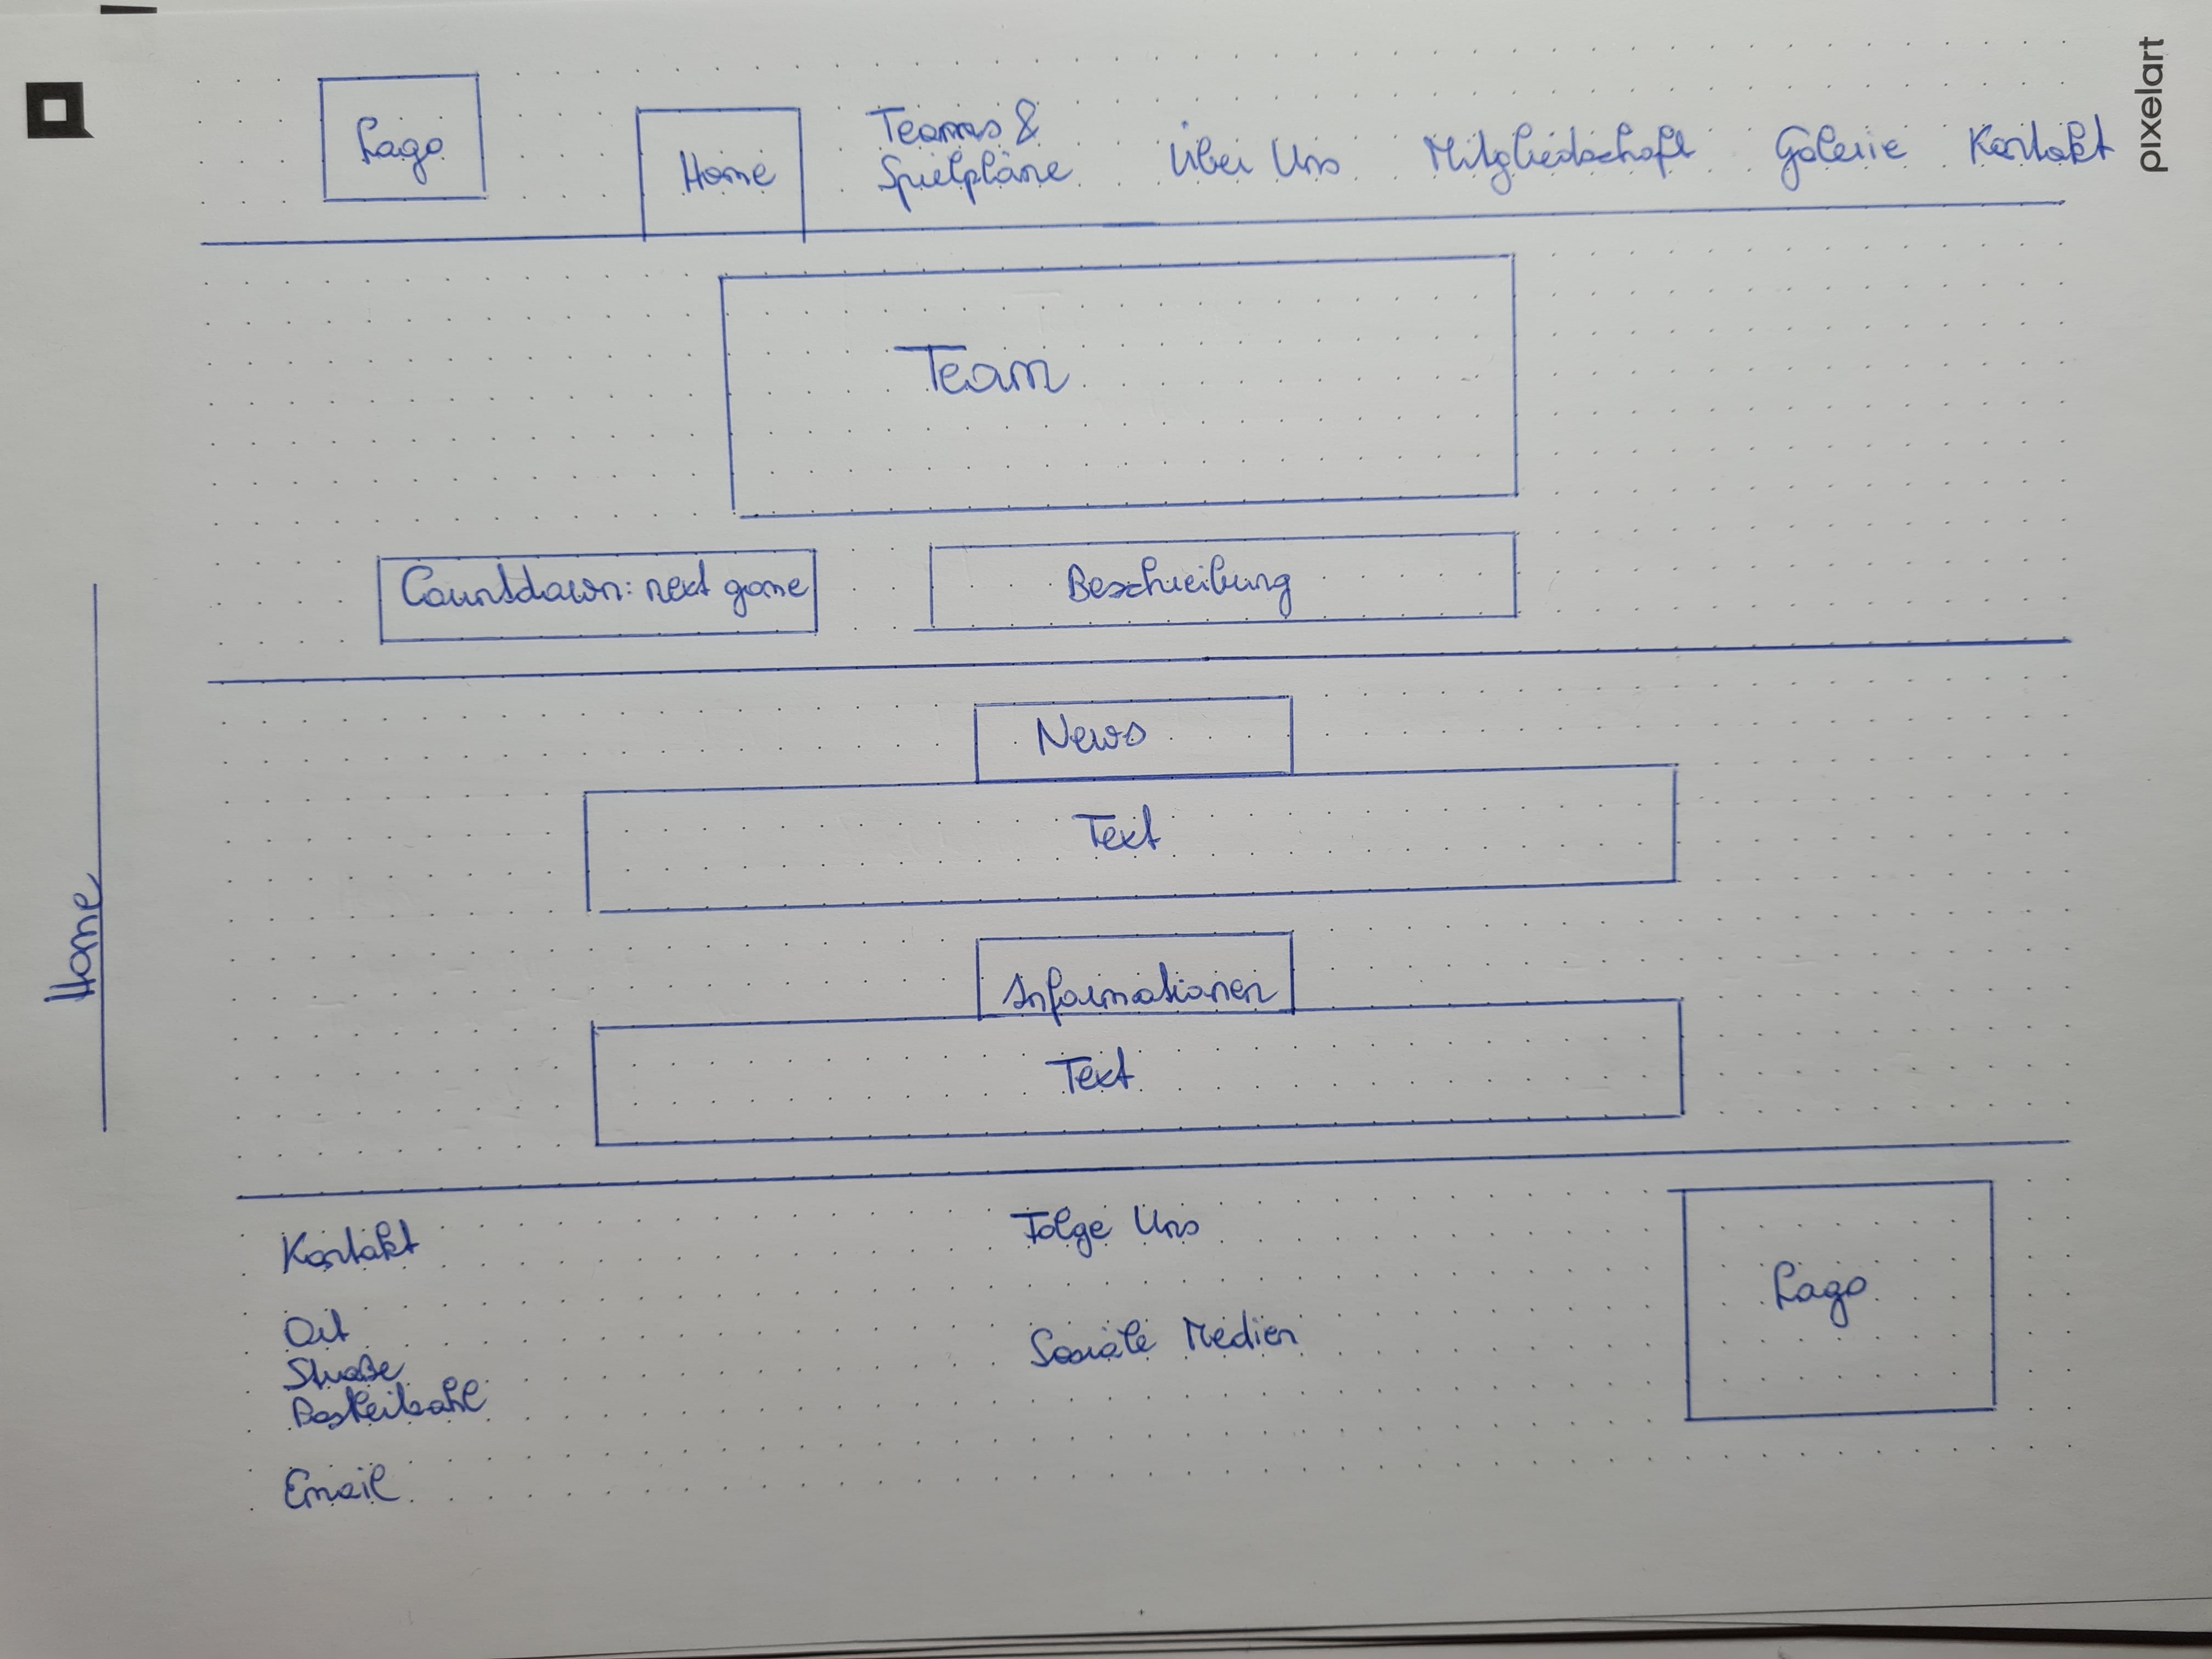 pixelart
Logo
Home
Teams &
Spielpläne
Über Uns
Mitgliedschaft
Galerie
Kontakt
Team
Countdown: next game
Beschreibung
News
Text
Informationen
Text
Home
Kontakt
Ort
Straße
Postleitzahl
Email
Folge Uns
Soziale Medien
Logo